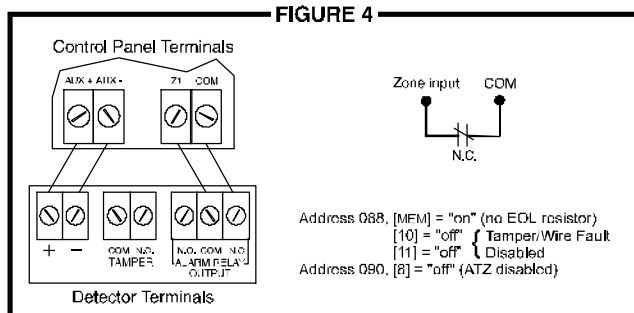 FIGURE 4
Control Panel Terminals
AUX + AUX - Z1 COM
Zone input COM
N.C.
+ − COM N.C. N.O. COM N.C.
TAMPER ALARM RELAY
OUTPUT
Detector Terminals
Address 088, [MEM] = "on" (no EOL resistor)
[10] = "off" { Tamper/Wire Fault
[11] = "off" Disabled
Address 090, [8] = "off" (ATZ disabled)